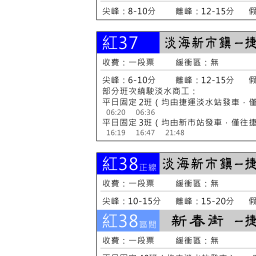 尖峰：8-10分 離峰：12-15分 假
紅37 淡海新市鎮－捷
收費：一段票 緩衝區：無
尖峰：6-10分 離峰：12-15分 假
部分班次繞駛淡水商工：
平日固定2班（均由捷運淡水站發車，僅
06:20 06:36
平日固定3班（均由新市站發車，僅往捷
16:19 16:47 21:48
紅38正線 淡海新市鎮－捷
收費：一段票 緩衝區：無
尖峰：10-15分 離峰：15-20分 假
紅38區間 新春街 －捷
收費：一段票 緩衝區：無